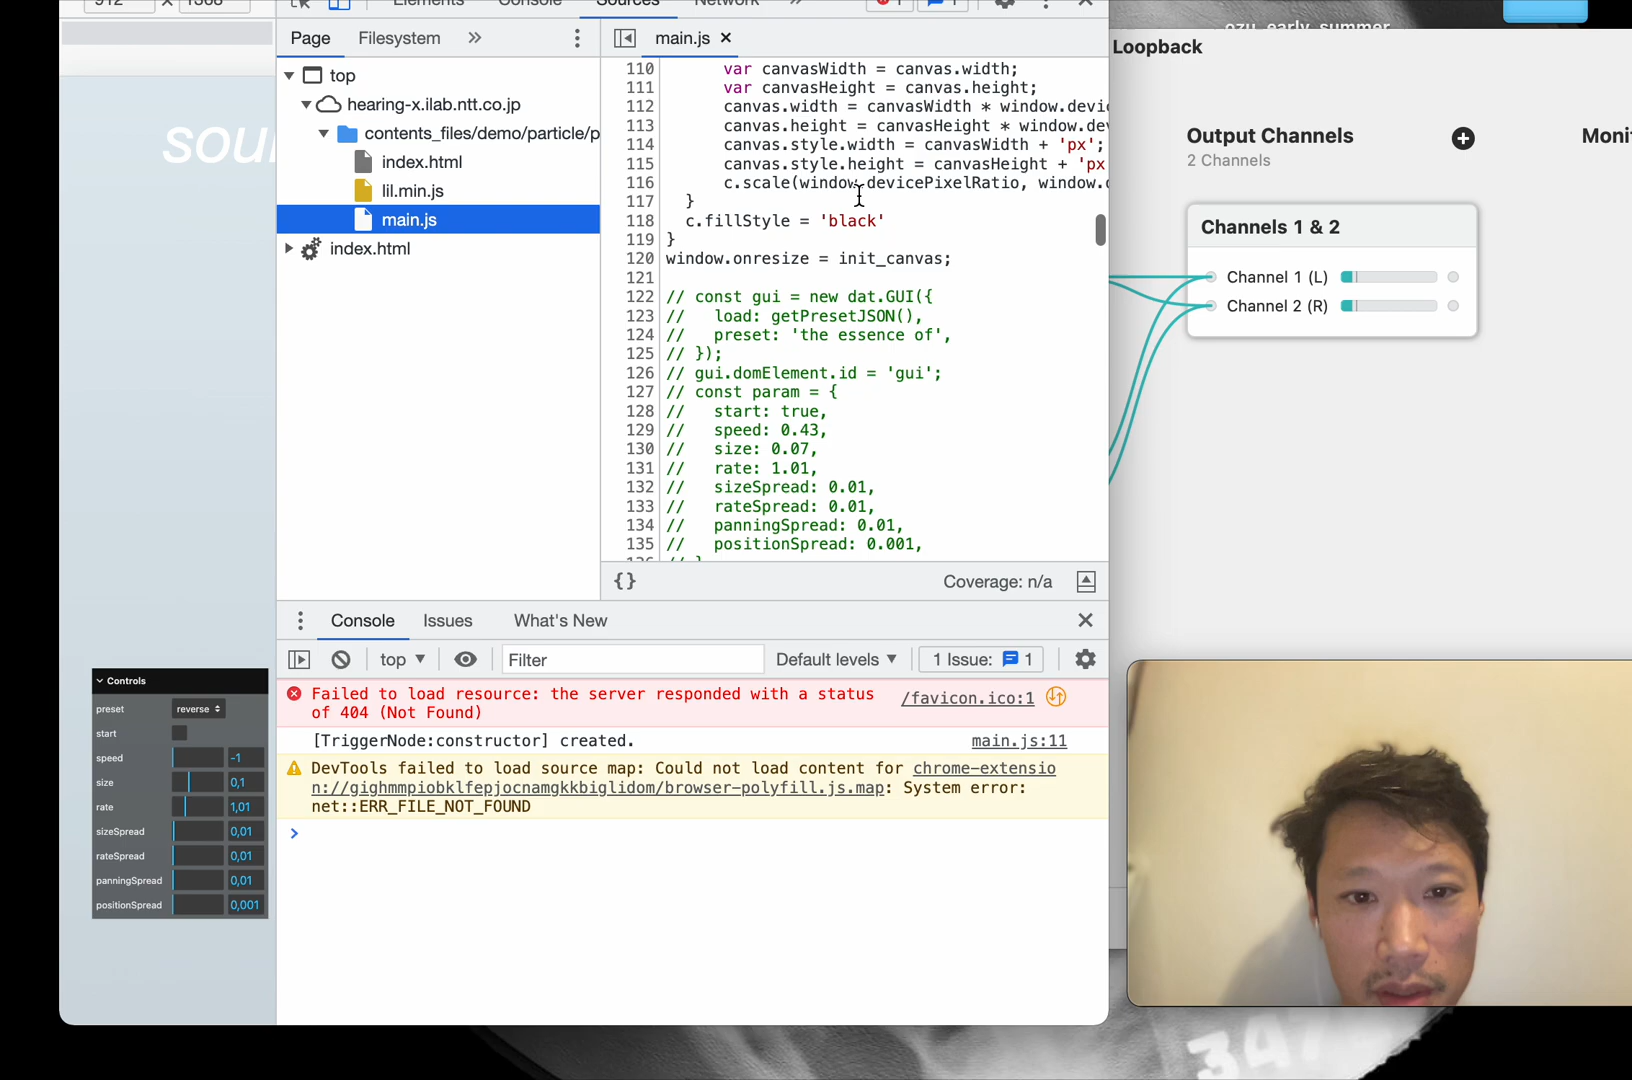 912 × 1368
Elements Console Sources Network »
1 1
Page Filesystem »
main.js ×
top
hearing-x.ilab.ntt.co.jp
contents_files/demo/particle/p
index.html
lil.min.js
main.js
index.html
110 var canvasWidth = canvas.width;
111 var canvasHeight = canvas.height;
112 canvas.width = canvasWidth * window.devic
113 canvas.height = canvasHeight * window.dev
114 canvas.style.width = canvasWidth + 'px';
115 canvas.style.height = canvasHeight + 'px
116 c.scale(window.devicePixelRatio, window.d
117 }
118 c.fillStyle = 'black'
119 }
120 window.onresize = init_canvas;
121
122 // const gui = new dat.GUI({
123 // load: getPresetJSON(),
124 // preset: 'the essence of',
125 // });
126 // gui.domElement.id = 'gui';
127 // const param = {
128 // start: true,
129 // speed: 0.43,
130 // size: 0.07,
131 // rate: 1.01,
132 // sizeSpread: 0.01,
133 // rateSpread: 0.01,
134 // panningSpread: 0.01,
135 // positionSpread: 0.001,
136 // }
{} Coverage: n/a
Console Issues What's New
top ▼ Filter Default levels ▼ 1 Issue: 1
Failed to load resource: the server responded with a status /favicon.ico:1
of 404 (Not Found)
[TriggerNode:constructor] created. main.js:11
DevTools failed to load source map: Could not load content for chrome-extensio
n://gighmmpiobklfepjocnamgkkbiglidom/browser-polyfill.js.map: System error:
net::ERR_FILE_NOT_FOUND
>
sou
Controls
preset reverse
start
speed -1
size 0,1
rate 1,01
sizeSpread 0,01
rateSpread 0,01
panningSpread 0,01
positionSpread 0,001
ozu_early_summer
Loopback
Output Channels
2 Channels
Moni
Channels 1 & 2
Channel 1 (L)
Channel 2 (R)
347